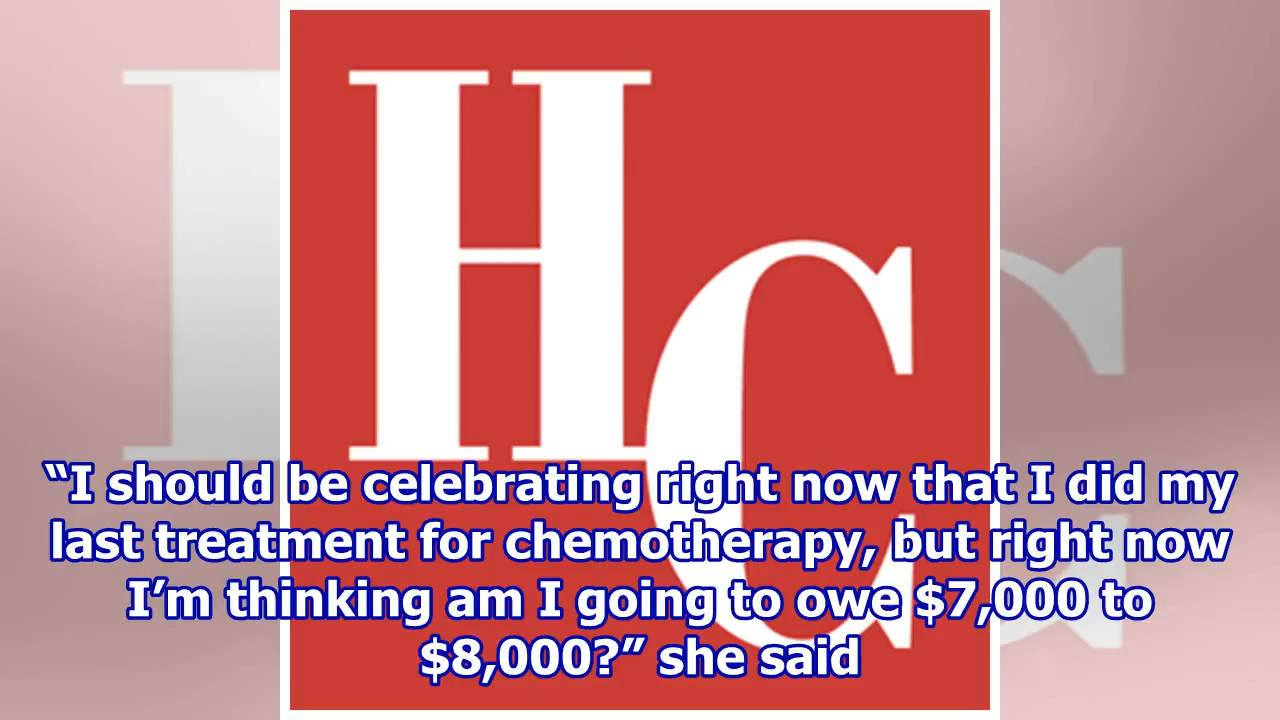 HC
“I should be celebrating right now that I did my
last treatment for chemotherapy, but right now
I’m thinking am I going to owe $7,000 to
$8,000?” she said